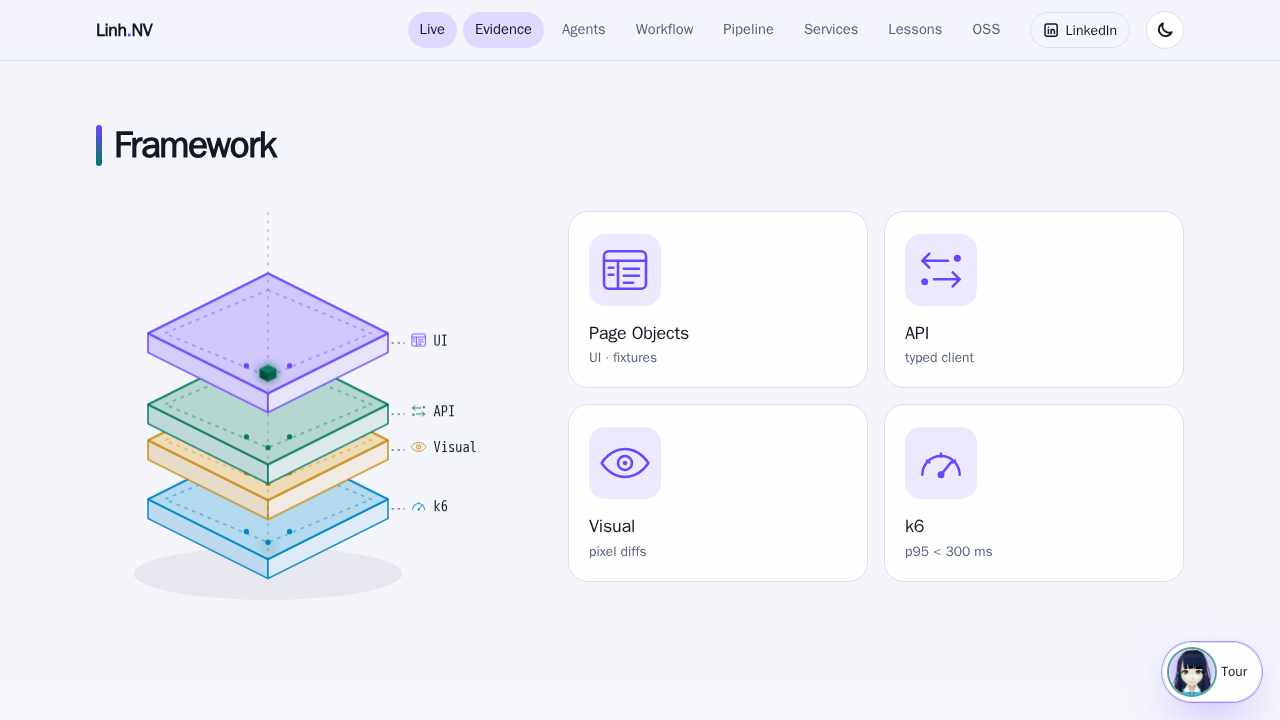 Linh.NV
Live
Evidence
Agents
Workflow
Pipeline
Services
Lessons
OSS
LinkedIn
Framework
UI
API
Visual
k6
Page Objects
UI · fixtures
API
typed client
Visual
pixel diffs
k6
p95 < 300 ms
Tour